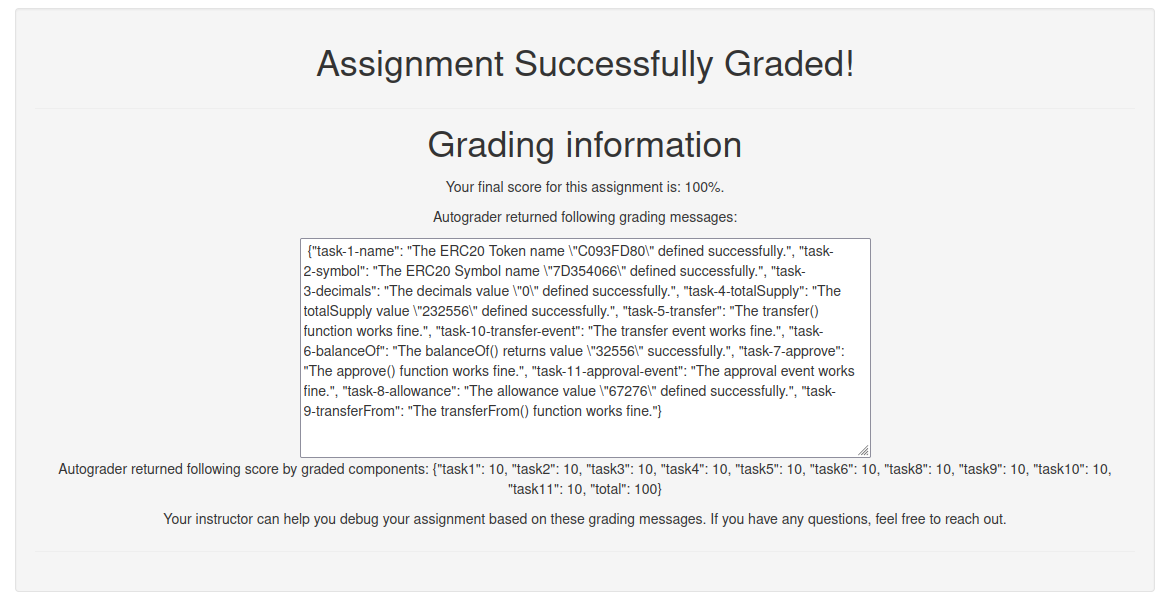 Assignment Successfully Graded!
Grading information
Your final score for this assignment is: 100%.
Autograder returned following grading messages:
{"task-1-name": "The ERC20 Token name \"C093FD80\" defined successfully.", "task-
2-symbol": "The ERC20 Symbol name \"7D354066\" defined successfully.", "task-
3-decimals": "The decimals value \"0\" defined successfully.", "task-4-totalSupply": "The
totalSupply value \"232556\" defined successfully.", "task-5-transfer": "The transfer()
function works fine.", "task-10-transfer-event": "The transfer event works fine.", "task-
6-balanceOf": "The balanceOf() returns value \"32556\" successfully.", "task-7-approve":
"The approve() function works fine.", "task-11-approval-event": "The approval event works
fine.", "task-8-allowance": "The allowance value \"67276\" defined successfully.", "task-
9-transferFrom": "The transferFrom() function works fine."}
Autograder returned following score by graded components: {"task1": 10, "task2": 10, "task3": 10, "task4": 10, "task5": 10, "task6": 10, "task8": 10, "task9": 10, "task10": 10,
"task11": 10, "total": 100}
Your instructor can help you debug your assignment based on these grading messages. If you have any questions, feel free to reach out.